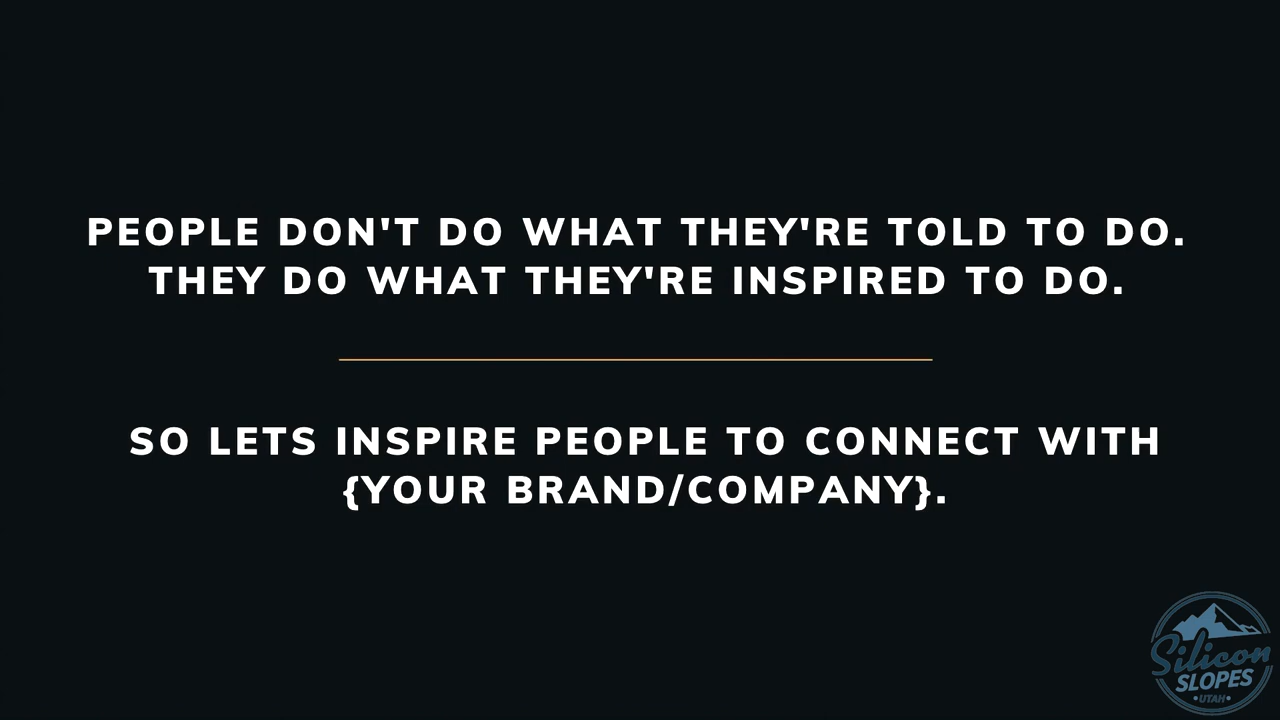 PEOPLE DON'T DO WHAT THEY'RE TOLD TO DO.
THEY DO WHAT THEY'RE INSPIRED TO DO.
SO LETS INSPIRE PEOPLE TO CONNECT WITH
{YOUR BRAND/COMPANY}.
Silicon
SLOPES
•UTAH•